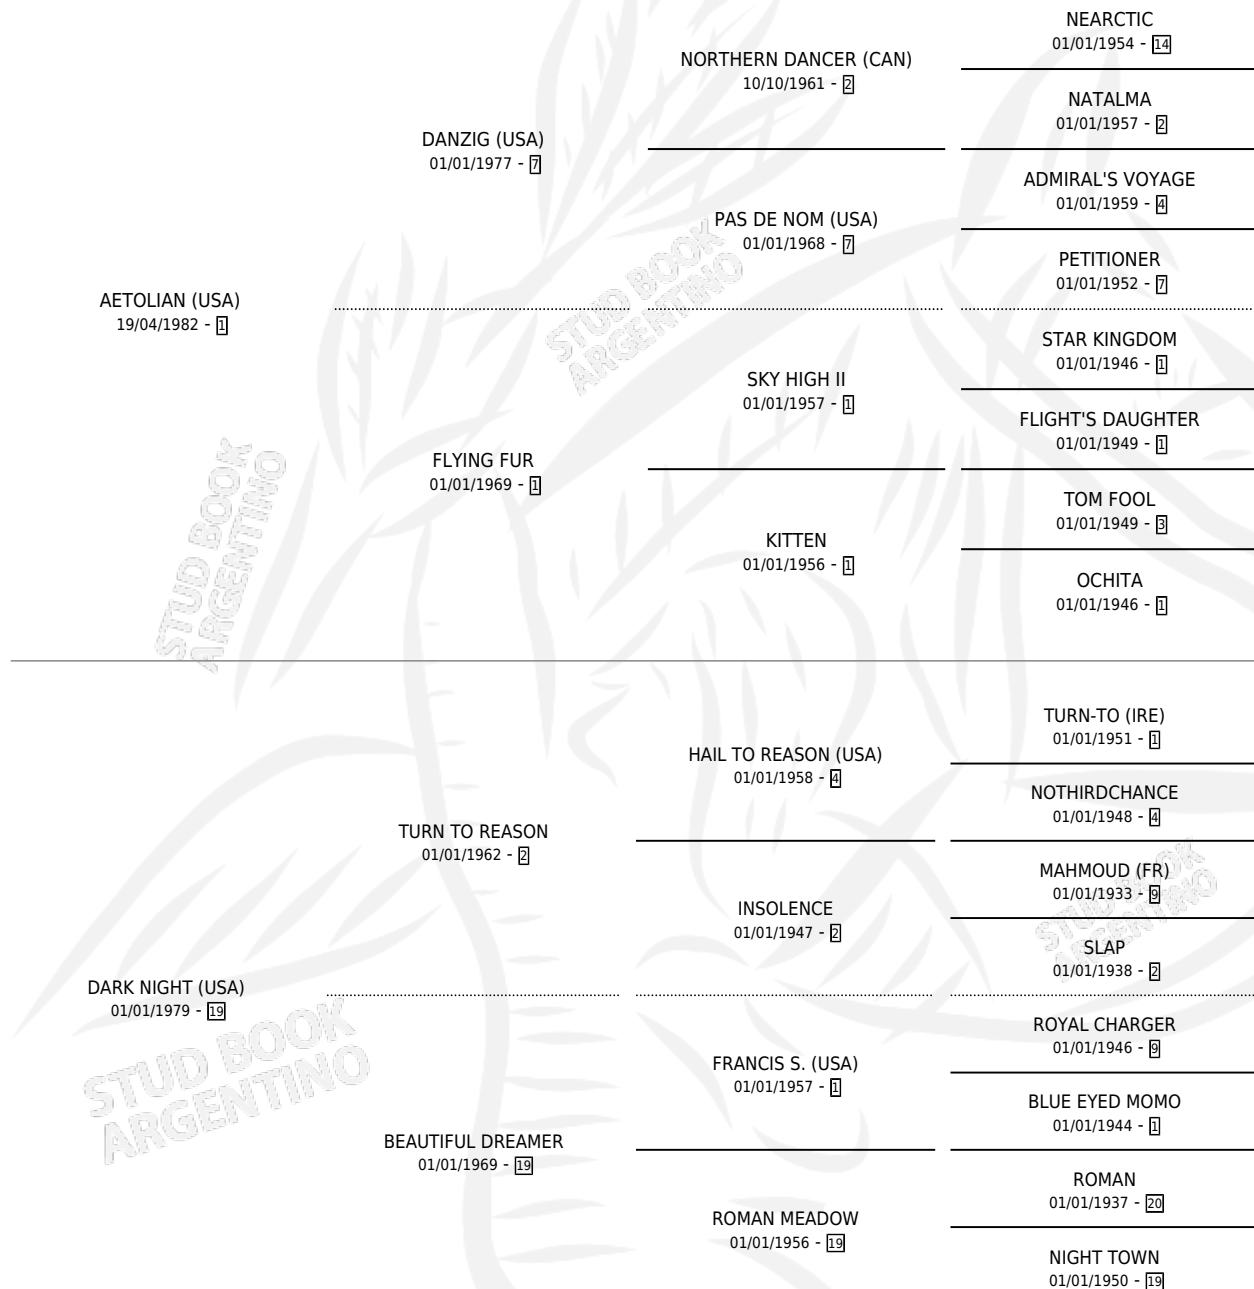 NEARCTIC
01/01/1954 - 14
NORTHERN DANCER (CAN)
10/10/1961 - 2
NATALMA
01/01/1957 - 2
DANZIG (USA)
01/01/1977 - 7
ADMIRAL'S VOYAGE
01/01/1959 - 4
PAS DE NOM (USA)
01/01/1968 - 7
PETITIONER
01/01/1952 - 7
AETOLIAN (USA)
19/04/1982 - 1
STUD BOOK
ARGENTINO
STAR KINGDOM
01/01/1946 - 1
SKY HIGH II
01/01/1957 - 1
FLIGHT'S DAUGHTER
01/01/1949 - 1
FLYING FUR
01/01/1969 - 1
TOM FOOL
01/01/1949 - 3
KITTEN
01/01/1956 - 1
OCHITA
01/01/1946 - 1
STUD BOOK
ARGENTINO
TURN-TO (IRE)
01/01/1951 - 1
HAIL TO REASON (USA)
01/01/1958 - 4
NOTHIRDCHANCE
01/01/1948 - 4
TURN TO REASON
01/01/1962 - 2
MAHMOUD (FR)
01/01/1933 - 9
INSOLENCE
01/01/1947 - 2
SLAP
01/01/1938 - 2
STUD BOOK
ARGENTINO
DARK NIGHT (USA)
01/01/1979 - 19
ROYAL CHARGER
01/01/1946 - 9
FRANCIS S. (USA)
01/01/1957 - 1
BLUE EYED MOMO
01/01/1944 - 1
STUD BOOK
ARGENTINO
BEAUTIFUL DREAMER
01/01/1969 - 19
ROMAN
01/01/1937 - 20
ROMAN MEADOW
01/01/1956 - 19
NIGHT TOWN
01/01/1950 - 19